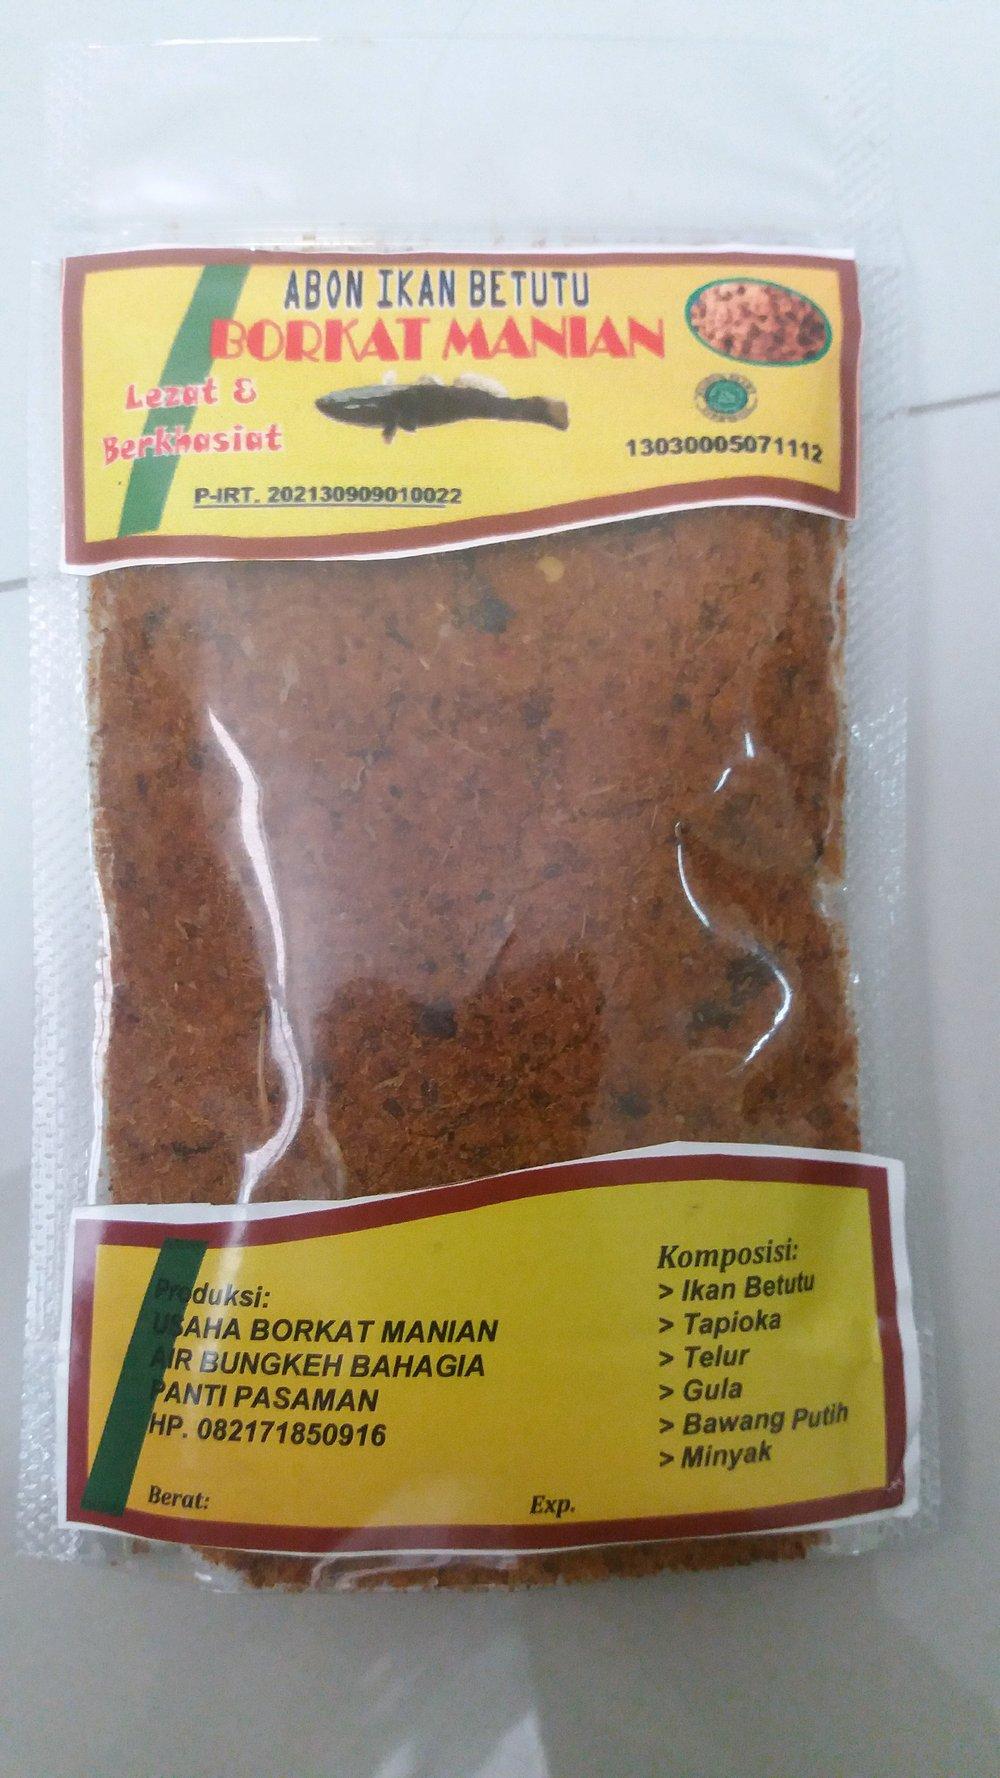 ABON IKAN BETUTU
BORKAT MANIAN
Lezat &
Berkhasiat
13030005071112
P-IRT. 202130909010022
Produksi:
USAHA BORKAT MANIAN
AIR BUNGKEH BAHAGIA
PANTI PASAMAN
HP. 082171850916
Berat:
Exp.
Komposisi:
> Ikan Betutu
> Tapioka
> Telur
> Gula
> Bawang Putih
> Minyak